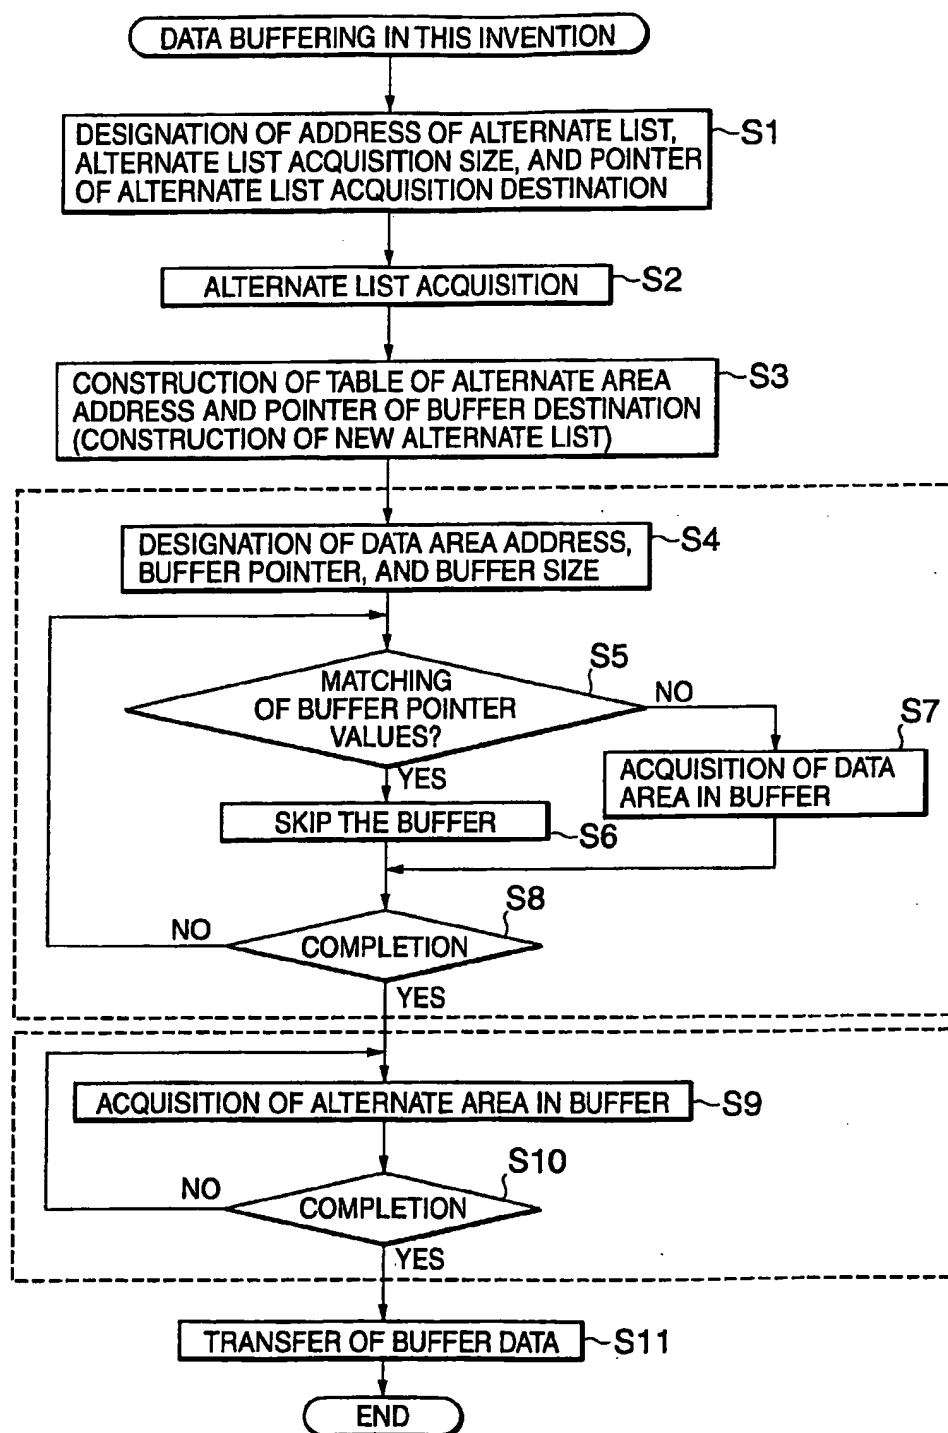 DATA BUFFERING IN THIS INVENTION
DESIGNATION OF ADDRESS OF ALTERNATE LIST,
ALTERNATE LIST ACQUISITION SIZE, AND POINTER
OF ALTERNATE LIST ACQUISITION DESTINATION
S1
ALTERNATE LIST ACQUISITION
S2
CONSTRUCTION OF TABLE OF ALTERNATE AREA
ADDRESS AND POINTER OF BUFFER DESTINATION
(CONSTRUCTION OF NEW ALTERNATE LIST)
S3
DESIGNATION OF DATA AREA ADDRESS,
BUFFER POINTER, AND BUFFER SIZE
S4
MATCHING
OF BUFFER POINTER
VALUES?
S5
NO
YES
SKIP THE BUFFER
S6
ACQUISITION OF DATA
AREA IN BUFFER
S7
COMPLETION
S8
NO
YES
ACQUISITION OF ALTERNATE AREA IN BUFFER
S9
COMPLETION
S10
NO
YES
TRANSFER OF BUFFER DATA
S11
END